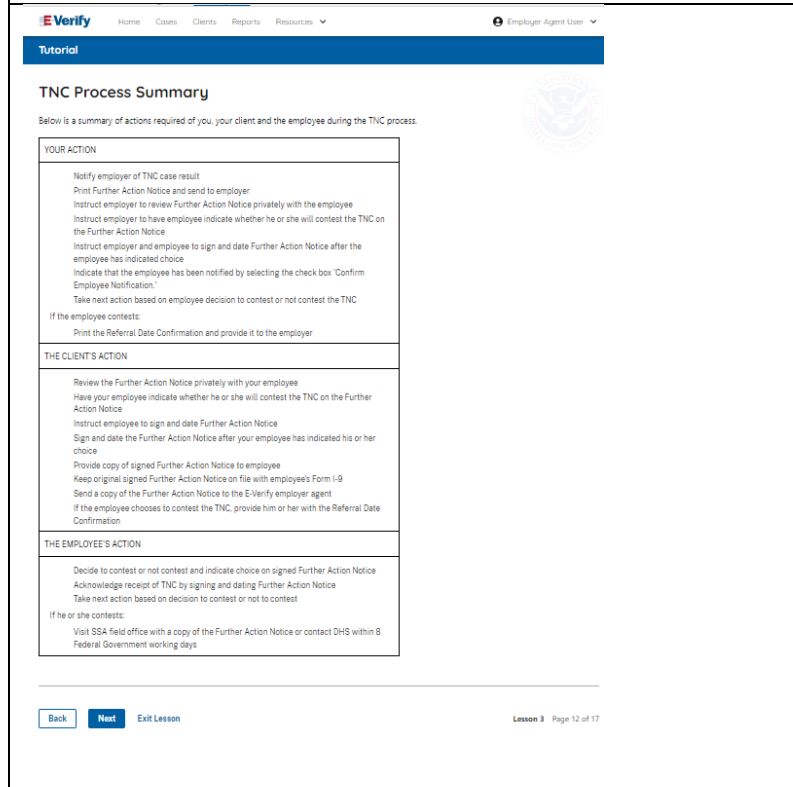 E-Verify Home Cases Clients Reports Resources Employer Agent User
Tutorial
TNC Process Summary
Below is a summary of actions required of you, your client and the employee during the TNC process.
YOUR ACTION
Notify employer of TNC case result
Print Further Action Notice and send to employer
Instruct employer to review Further Action Notice privately with the employee
Instruct employer to have employee indicate whether he or she will contest the TNC on
the Further Action Notice
Instruct employer and employee to sign and date Further Action Notice after the
employee has indicated choice
Indicate that the employee has been notified by selecting the check box 'Confirm
Employee Notification.'
Take next action based on employee decision to contest or not contest the TNC
If the employee contests:
Print the Referral Date Confirmation and provide it to the employer
THE CLIENT'S ACTION
Review the Further Action Notice privately with your employee
Have your employee indicate whether he or she will contest the TNC on the Further
Action Notice
Instruct employee to sign and date Further Action Notice
Sign and date the Further Action Notice after your employee has indicated his or her
choice
Provide copy of signed Further Action Notice to employee
Keep original signed Further Action Notice on file with employee's Form I-9
Send a copy of the Further Action Notice to the E-Verify employer agent
If the employee chooses to contest the TNC, provide him or her with the Referral Date
Confirmation
THE EMPLOYEE'S ACTION
Decide to contest or not contest and indicate choice on signed Further Action Notice
Acknowledge receipt of TNC by signing and dating Further Action Notice
Take next action based on decision to contest or not to contest
If he or she contests:
Visit SSA field office with a copy of the Further Action Notice or contact DHS within 8
Federal Government working days
Back Next Exit Lesson Lesson 3 Page 12 of 17